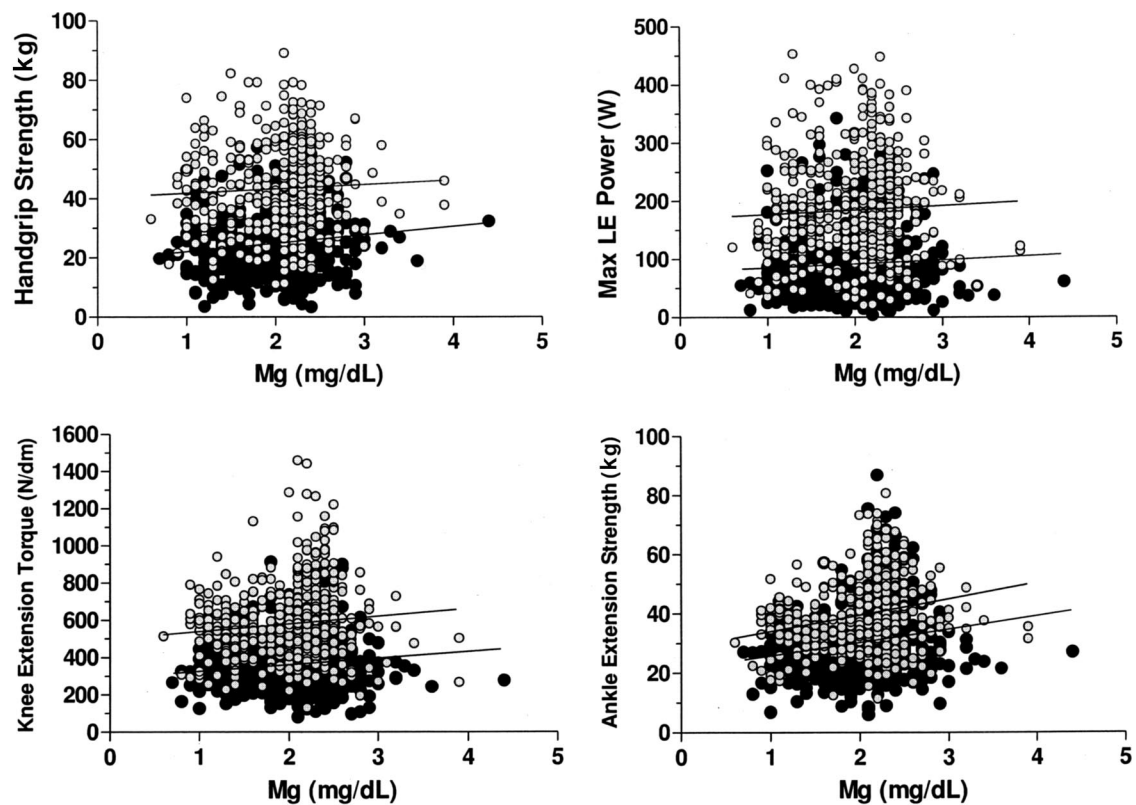 Handgrip Strength (kg)
100
80
60
40
20
0
0 1 2 3 4 5
Mg (mg/dL)
Max LE Power (W)
500
400
300
200
100
0
0 1 2 3 4 5
Mg (mg/dL)
Knee Extension Torque (N/dm)
1600
1400
1200
1000
800
600
400
200
0
0 1 2 3 4 5
Mg (mg/dL)
Ankle Extension Strength (kg)
100
80
60
40
20
0
0 1 2 3 4 5
Mg (mg/dL)